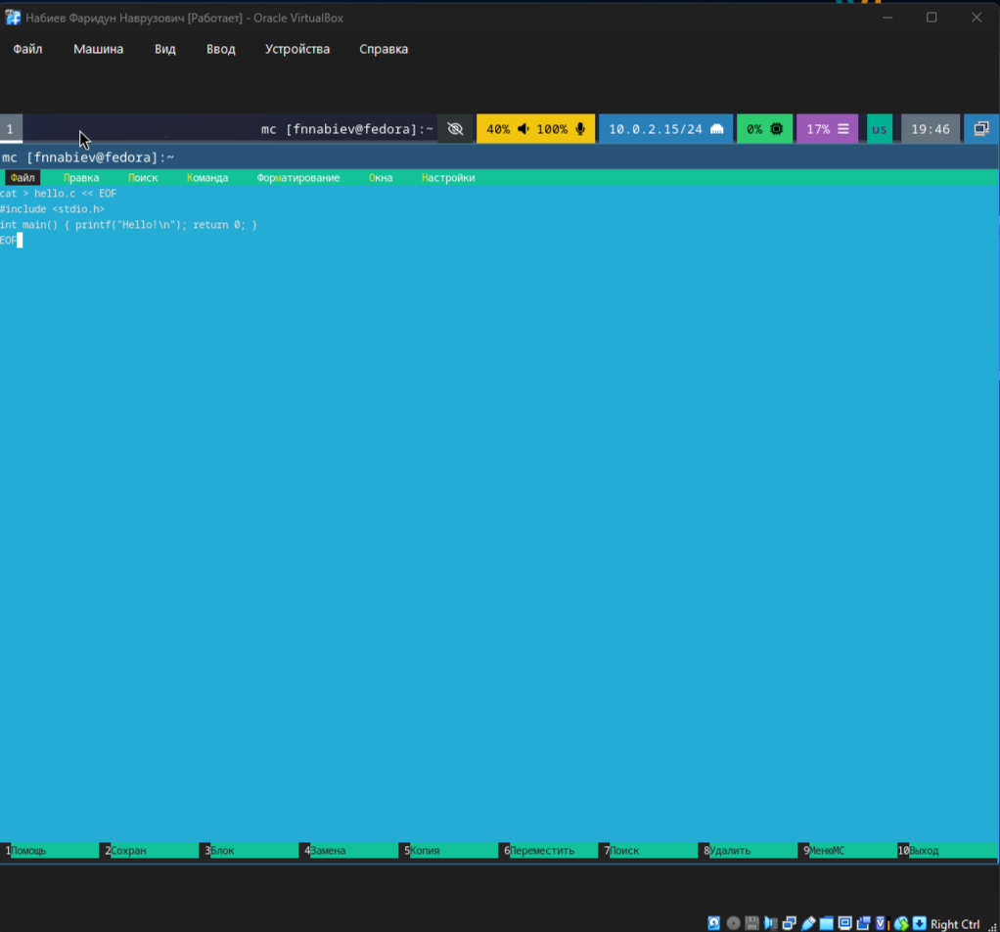 Набиев Фаридун Наврузович [Работает] - Oracle VirtualBox
Файл Машина Вид Ввод Устройства Справка
1 mc [fnnabiev@fedora]:~ 40% 100% 10.0.2.15/24 0% 17% us 19:46
mc [fnnabiev@fedora]:~
Файл Правка Поиск Команда Форматирование Окна Настройки
cat > hello.c << EOF
#include <stdio.h>
int main() { printf("Hello!\n"); return 0; }
EOF
1Помощь 2Сохран 3Блок 4Замена 5Копия 6Переместить 7Поиск 8Удалить 9МенюMC 10Выход
Right Ctrl